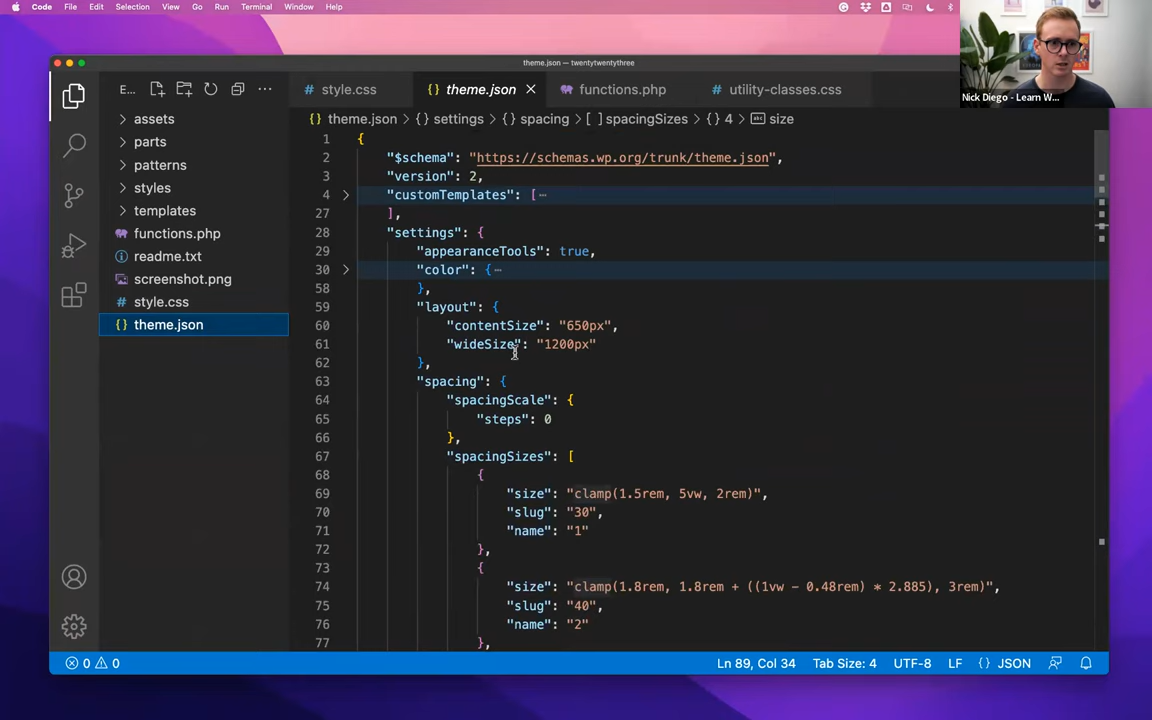 Code File Edit Selection View Go Run Terminal Window Help
theme.json — twentytwentythree
Nick Diego - Learn W...
E...
style.css
theme.json
functions.php
utility-classes.css
theme.json > {} settings > {} spacing > [ ] spacingSizes > {} 4 > size
assets
parts
patterns
styles
templates
functions.php
readme.txt
screenshot.png
style.css
theme.json
1 {
2 "$schema": "https://schemas.wp.org/trunk/theme.json",
3 "version": 2,
4 "customTemplates": [ ⋯
27 ],
28 "settings": {
29 "appearanceTools": true,
30 "color": { ⋯
58 },
59 "layout": {
60 "contentSize": "650px",
61 "wideSize": "1200px"
62 },
63 "spacing": {
64 "spacingScale": {
65 "steps": 0
66 },
67 "spacingSizes": [
68 {
69 "size": "clamp(1.5rem, 5vw, 2rem)",
70 "slug": "30",
71 "name": "1"
72 },
73 {
74 "size": "clamp(1.8rem, 1.8rem + ((1vw - 0.48rem) * 2.885), 3rem)",
75 "slug": "40",
76 "name": "2"
77 },
0 0
Ln 89, Col 34 Tab Size: 4 UTF-8 LF {} JSON